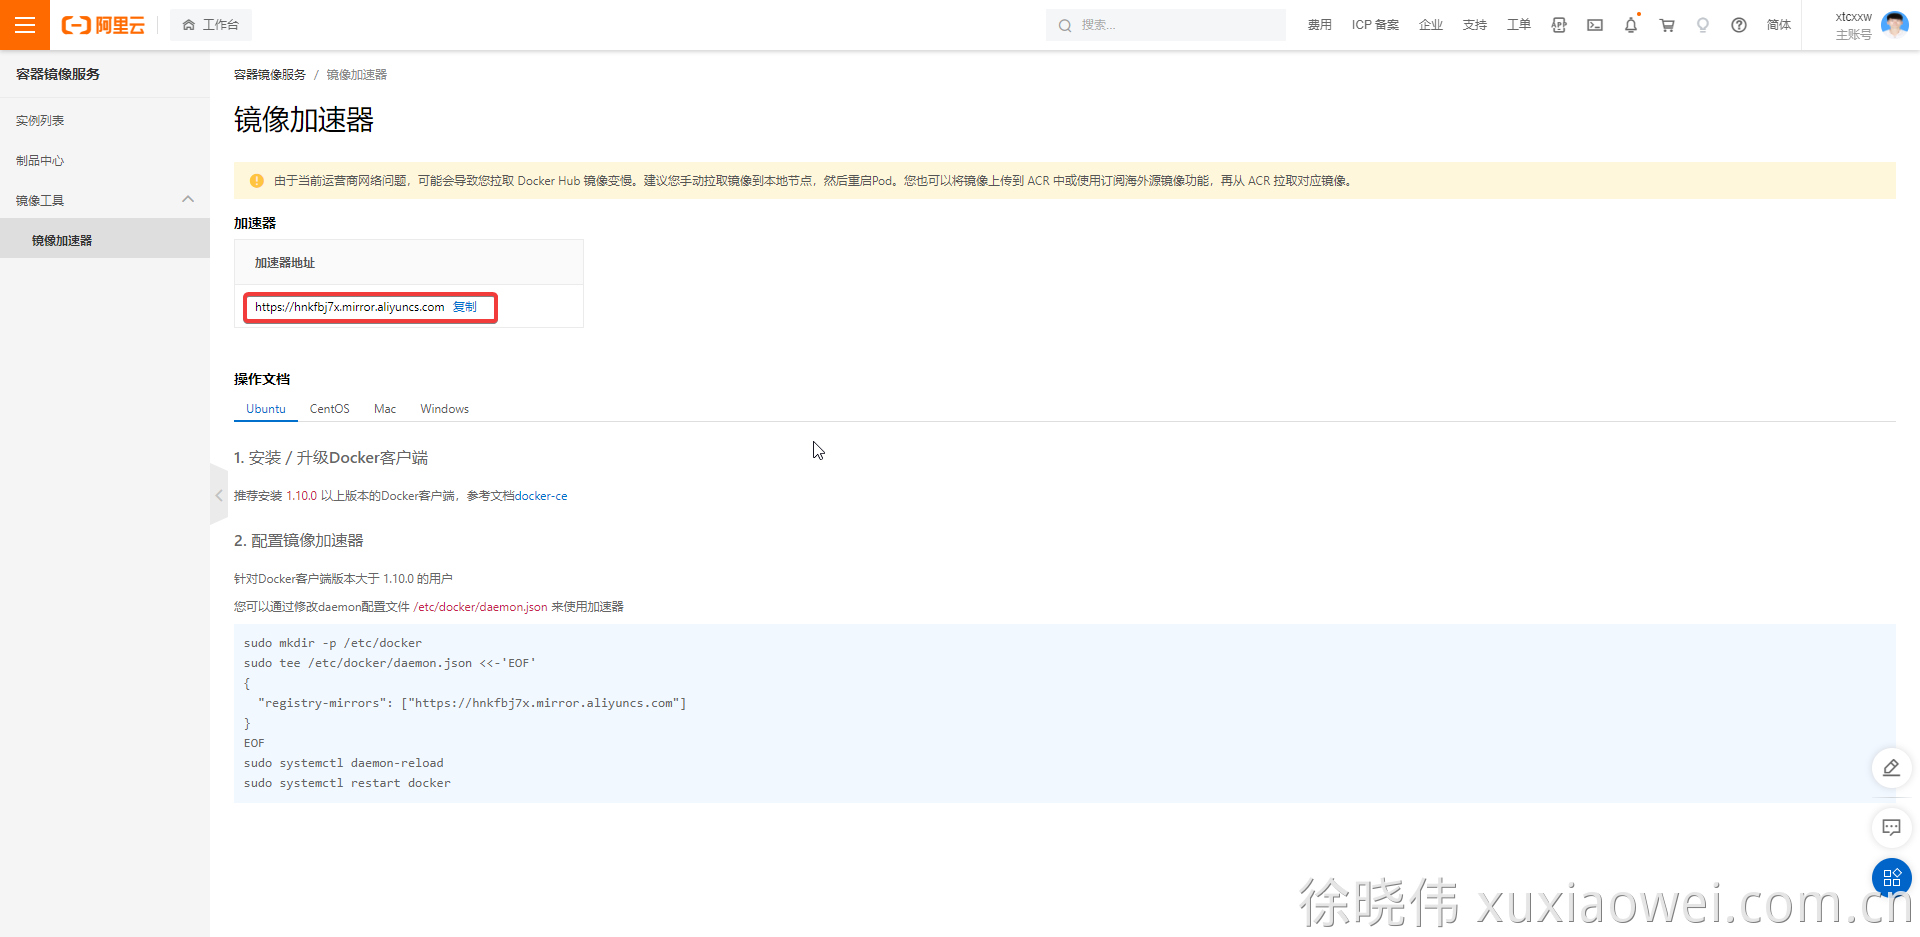 阿里云
工作台
搜索...
费用
ICP 备案
企业
支持
工单
简体
xtcxxw
主账号
容器镜像服务
实例列表
制品中心
镜像工具
镜像加速器
容器镜像服务 / 镜像加速器
镜像加速器
由于当前运营商网络问题，可能会导致您拉取 Docker Hub 镜像变慢。建议您手动拉取镜像到本地节点，然后重启Pod。您也可以将镜像上传到 ACR 中或使用订阅海外源镜像功能，再从 ACR 拉取对应镜像。
加速器
加速器地址
https://hnkfbj7x.mirror.aliyuncs.com 复制
操作文档
Ubuntu CentOS Mac Windows
1. 安装 / 升级Docker客户端
推荐安装 1.10.0 以上版本的Docker客户端，参考文档docker-ce
2. 配置镜像加速器
针对Docker客户端版本大于 1.10.0 的用户
您可以通过修改daemon配置文件 /etc/docker/daemon.json 来使用加速器
sudo mkdir -p /etc/docker
sudo tee /etc/docker/daemon.json <<-'EOF'
{
  "registry-mirrors": ["https://hnkfbj7x.mirror.aliyuncs.com"]
}
EOF
sudo systemctl daemon-reload
sudo systemctl restart docker
徐晓伟 xuxiaowei.com.cn